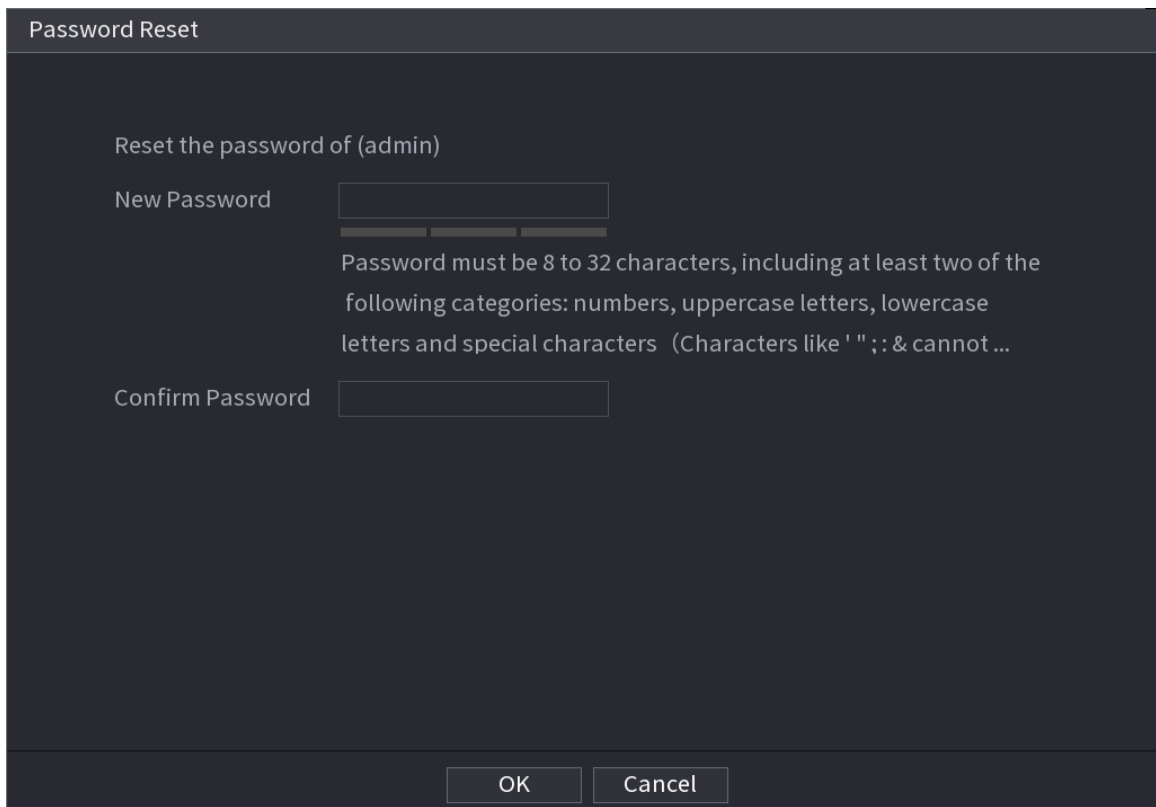 Password Reset
Reset the password of (admin)
New Password
Password must be 8 to 32 characters, including at least two of the
following categories: numbers, uppercase letters, lowercase
letters and special characters（Characters like ' " ; : & cannot ...
Confirm Password
OK
Cancel